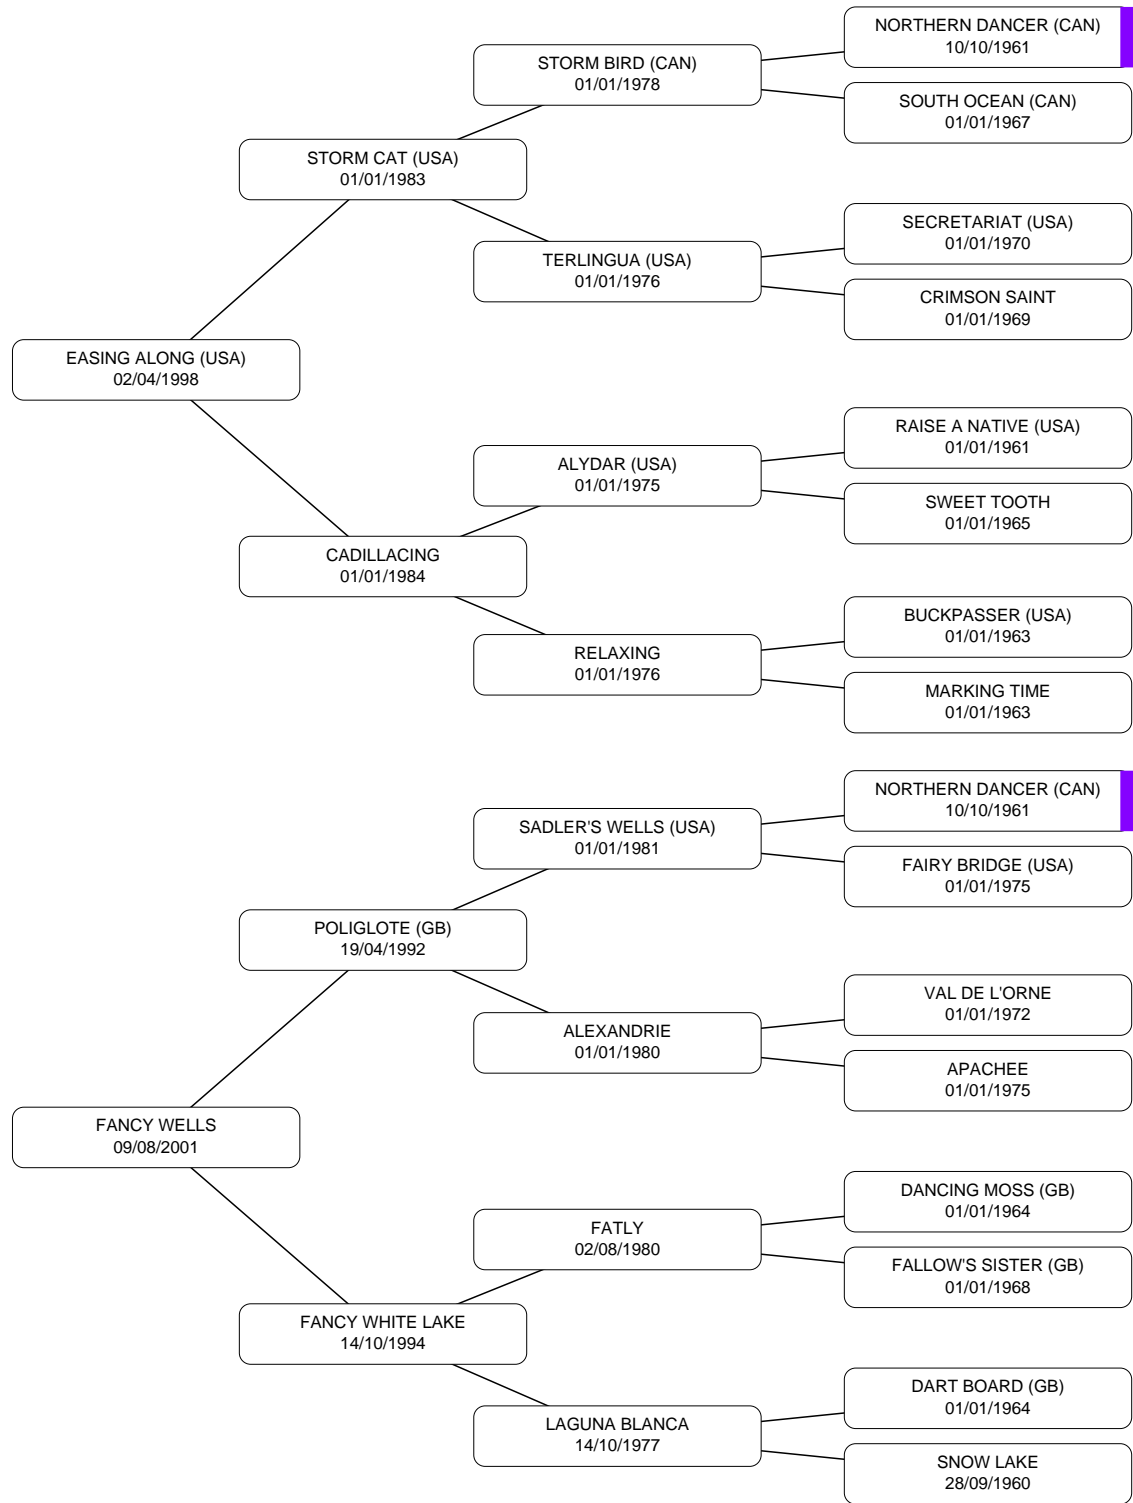 NORTHERN DANCER (CAN)
10/10/1961
STORM BIRD (CAN)
01/01/1978
SOUTH OCEAN (CAN)
01/01/1967
STORM CAT (USA)
01/01/1983
SECRETARIAT (USA)
01/01/1970
TERLINGUA (USA)
01/01/1976
CRIMSON SAINT
01/01/1969
EASING ALONG (USA)
02/04/1998
RAISE A NATIVE (USA)
01/01/1961
ALYDAR (USA)
01/01/1975
SWEET TOOTH
01/01/1965
CADILLACING
01/01/1984
BUCKPASSER (USA)
01/01/1963
RELAXING
01/01/1976
MARKING TIME
01/01/1963
NORTHERN DANCER (CAN)
10/10/1961
SADLER'S WELLS (USA)
01/01/1981
FAIRY BRIDGE (USA)
01/01/1975
POLIGLOTE (GB)
19/04/1992
VAL DE L'ORNE
01/01/1972
ALEXANDRIE
01/01/1980
APACHEE
01/01/1975
FANCY WELLS
09/08/2001
DANCING MOSS (GB)
01/01/1964
FATLY
02/08/1980
FALLOW'S SISTER (GB)
01/01/1968
FANCY WHITE LAKE
14/10/1994
DART BOARD (GB)
01/01/1964
LAGUNA BLANCA
14/10/1977
SNOW LAKE
28/09/1960